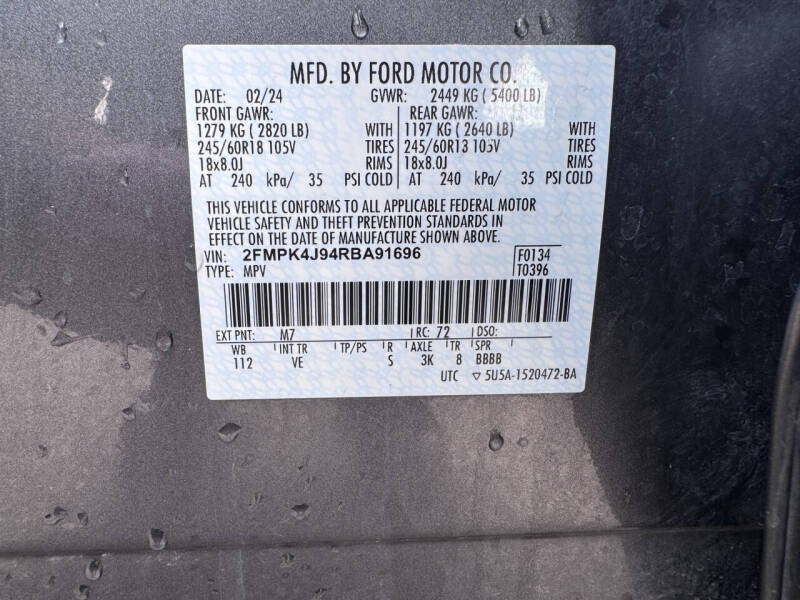 MFD. BY FORD MOTOR CO.
DATE: 02/24 GVWR: 2449 KG ( 5400 LB)
FRONT GAWR: REAR GAWR:
1279 KG ( 2820 LB) WITH 1197 KG ( 2640 LB) WITH
245/60R18 105V TIRES 245/60R13 105V TIRES
18x8.0J RIMS 18x8.0J RIMS
AT 240 kPa/ 35 PSI COLD AT 240 kPa/ 35 PSI COLD
THIS VEHICLE CONFORMS TO ALL APPLICABLE FEDERAL MOTOR
VEHICLE SAFETY AND THEFT PREVENTION STANDARDS IN
EFFECT ON THE DATE OF MANUFACTURE SHOWN ABOVE.
VIN: 2FMPK4J94RBA91696 F0134
TYPE: MPV T0396
EXT PNT: M7 RC: 72 DSO:
WB INT TR TP/PS R AXLE TR SPR
112 VE S 3K 8 BBBB
UTC ▽ 5U5A-1520472-BA